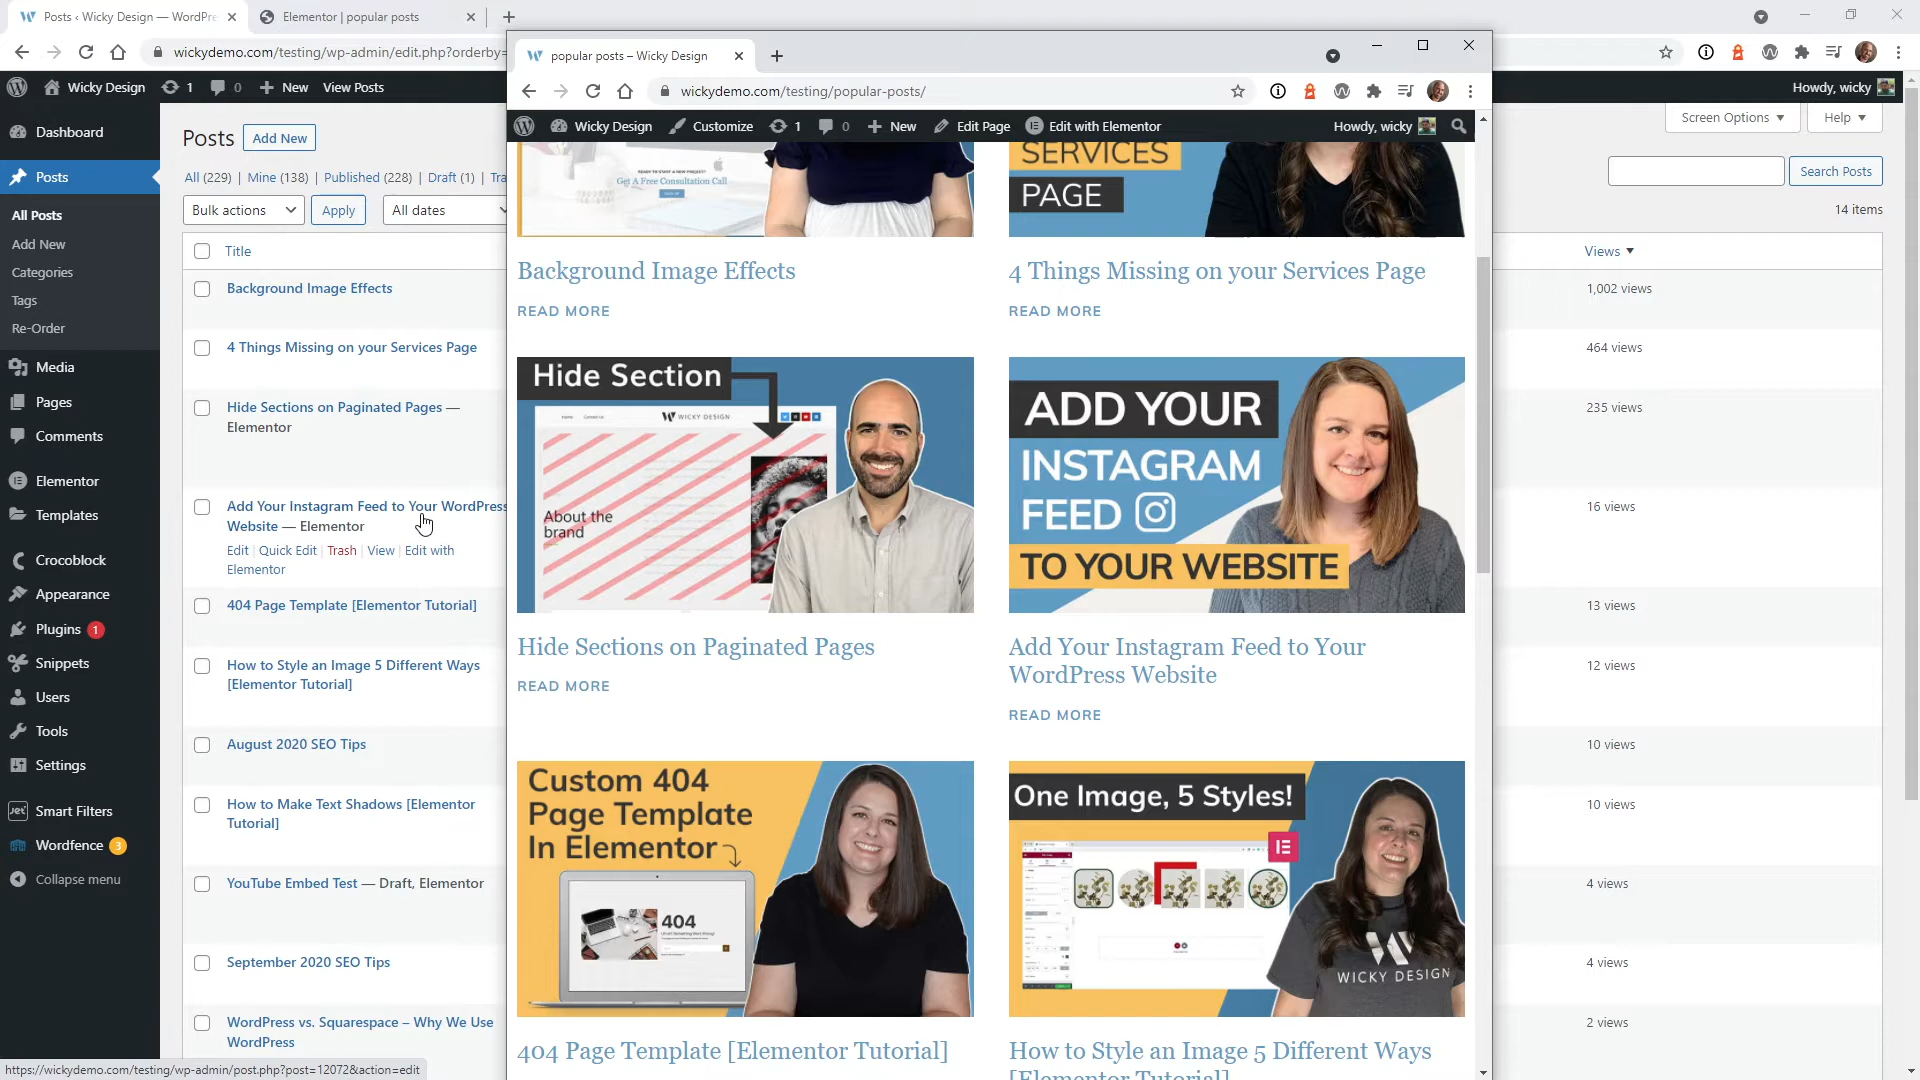 Posts ‹ Wicky Design — WordPre
Elementor | popular posts
wickydemo.com/testing/wp-admin/edit.php?orderby=
Wicky Design
1
0
New
View Posts
Howdy, wicky
Dashboard
Posts
All Posts
Add New
Categories
Tags
Re-Order
Media
Pages
Comments
Elementor
Templates
Crocoblock
Appearance
Plugins 1
Snippets
Users
Tools
Settings
Smart Filters
Wordfence 3
Collapse menu
Posts
Add New
All (229) | Mine (138) | Published (228) | Draft (1) | Tra
Bulk actions
Apply
All dates
Title
Background Image Effects
4 Things Missing on your Services Page
Hide Sections on Paginated Pages —
Elementor
Add Your Instagram Feed to Your WordPress
Website — Elementor
Edit | Quick Edit | Trash | View | Edit with
Elementor
404 Page Template [Elementor Tutorial]
How to Style an Image 5 Different Ways
[Elementor Tutorial]
August 2020 SEO Tips
How to Make Text Shadows [Elementor
Tutorial]
YouTube Embed Test — Draft, Elementor
September 2020 SEO Tips
WordPress vs. Squarespace – Why We Use
WordPress
https://wickydemo.com/testing/wp-admin/post.php?post=12072&action=edit
popular posts – Wicky Design
wickydemo.com/testing/popular-posts/
Wicky Design
Customize
1
0
New
Edit Page
Edit with Elementor
Howdy, wicky
READY TO START A NEW PROJECT?
Get A Free Consultation Call
SERVICES
PAGE
Background Image Effects
READ MORE
4 Things Missing on your Services Page
READ MORE
Hide Section
WICKY DESIGN
About the
brand
ADD YOUR
INSTAGRAM
FEED
TO YOUR WEBSITE
Hide Sections on Paginated Pages
READ MORE
Add Your Instagram Feed to Your
WordPress Website
READ MORE
Custom 404
Page Template
In Elementor
404
One Image, 5 Styles!
WICKY DESIGN
404 Page Template [Elementor Tutorial]
How to Style an Image 5 Different Ways
[Elementor Tutorial]
Screen Options
Help
Search Posts
14 items
Views
1,002 views
464 views
235 views
16 views
13 views
12 views
10 views
10 views
4 views
4 views
2 views